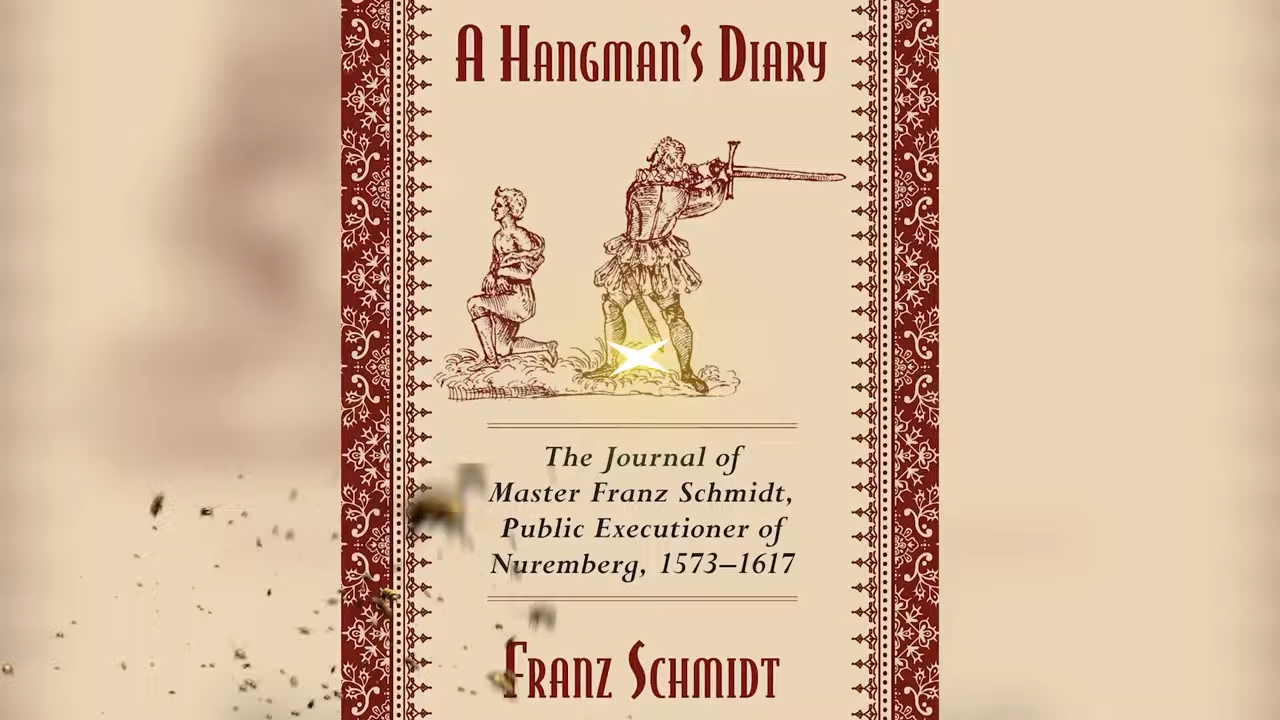 A Hangman's Diary
The Journal of
Master Franz Schmidt,
Public Executioner of
Nuremberg, 1573–1617
Franz Schmidt